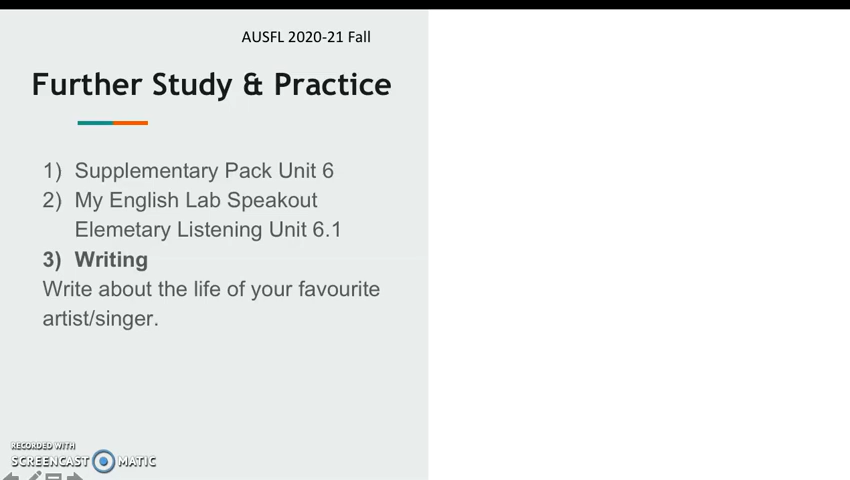 AUSFL 2020-21 Fall
Further Study & Practice
1) Supplementary Pack Unit 6
2) My English Lab Speakout
Elemetary Listening Unit 6.1
3) Writing
Write about the life of your favourite
artist/singer.
RECORDED WITH
SCREENCAST MATIC